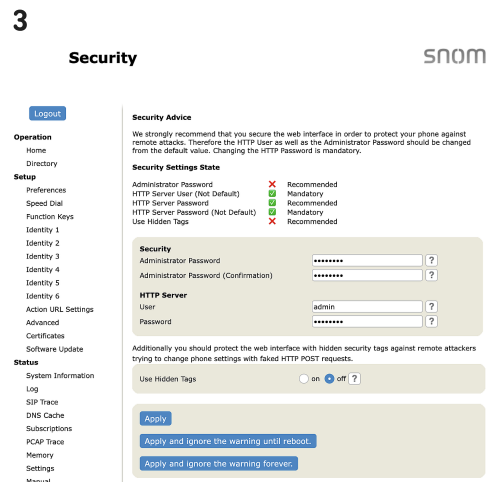 3
Security
snom
Logout
Operation
Home
Directory
Setup
Preferences
Speed Dial
Function Keys
Identity 1
Identity 2
Identity 3
Identity 4
Identity 5
Identity 6
Action URL Settings
Advanced
Certificates
Software Update
Status
System Information
Log
SIP Trace
DNS Cache
Subscriptions
PCAP Trace
Memory
Settings
Manual
Security Advice
We strongly recommend that you secure the web interface in order to protect your phone against
remote attacks. Therefore the HTTP User as well as the Administrator Password should be changed
from the default value. Changing the HTTP Password is mandatory.
Security Settings State
Administrator Password ❌ Recommended
HTTP Server User (Not Default) ✅ Mandatory
HTTP Server Password ✅ Recommended
HTTP Server Password (Not Default) ✅ Mandatory
Use Hidden Tags ❌ Recommended
Security
Administrator Password •••••••• ?
Administrator Password (Confirmation) •••••••• ?
HTTP Server
User admin ?
Password •••••••• ?
Additionally you should protect the web interface with hidden security tags against remote attackers
trying to change phone settings with faked HTTP POST requests.
Use Hidden Tags on off ?
Apply
Apply and ignore the warning until reboot.
Apply and ignore the warning forever.